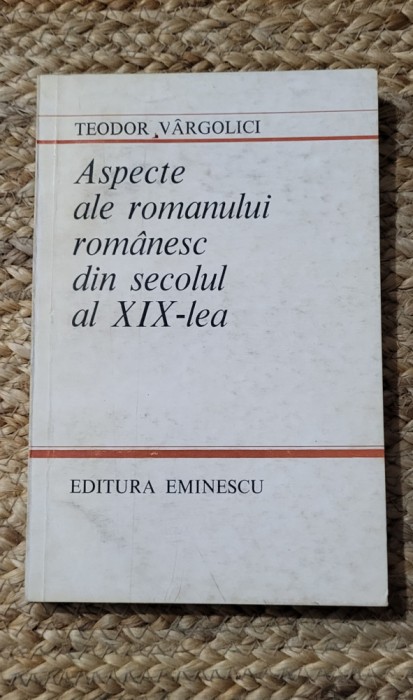 TEODOR VÂRGOLICI
Aspecte
ale romanului
românesc
din secolul
al XIX-lea
EDITURA EMINESCU